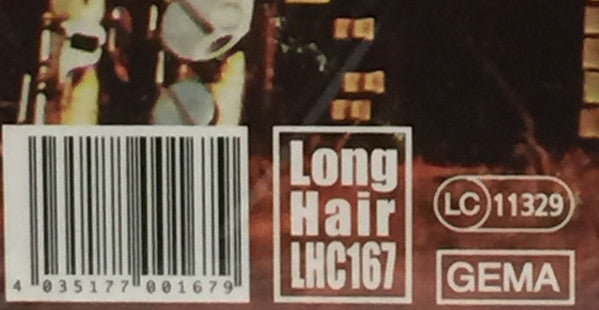 4 035177 001679
Long
Hair
LHC167
LC 11329
GEMA